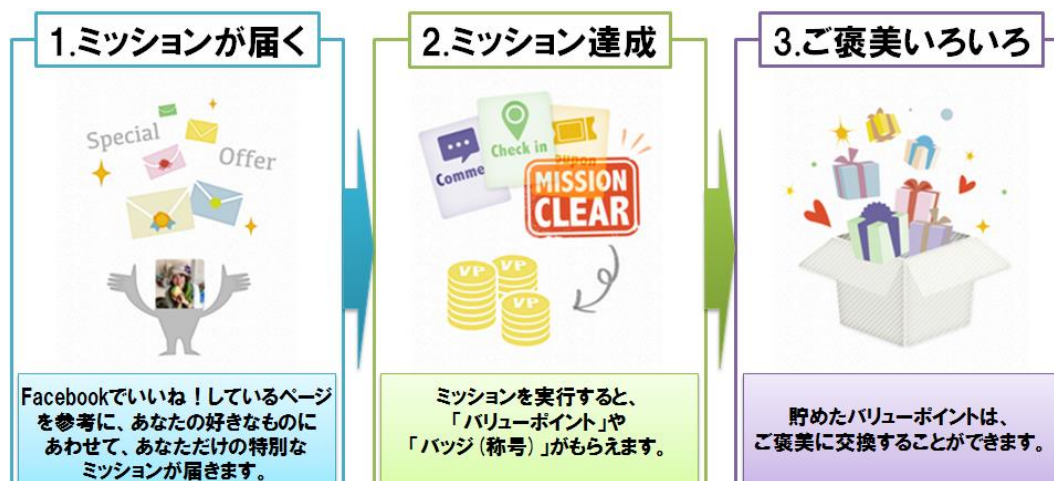 1.ミッションが届く
Special
Offer
Facebookでいいね！しているページ
を参考に、あなたの好きなものに
あわせて、あなただけの特別な
ミッションが届きます。
2.ミッション達成
Comme
Check in
upon
MISSION
CLEAR
VP
VP
VP
ミッションを実行すると、
「バリューポイント」や
「バッジ(称号)」がもらえます。
3.ご褒美いろいろ
貯めたバリューポイントは、
ご褒美に交換することができます。